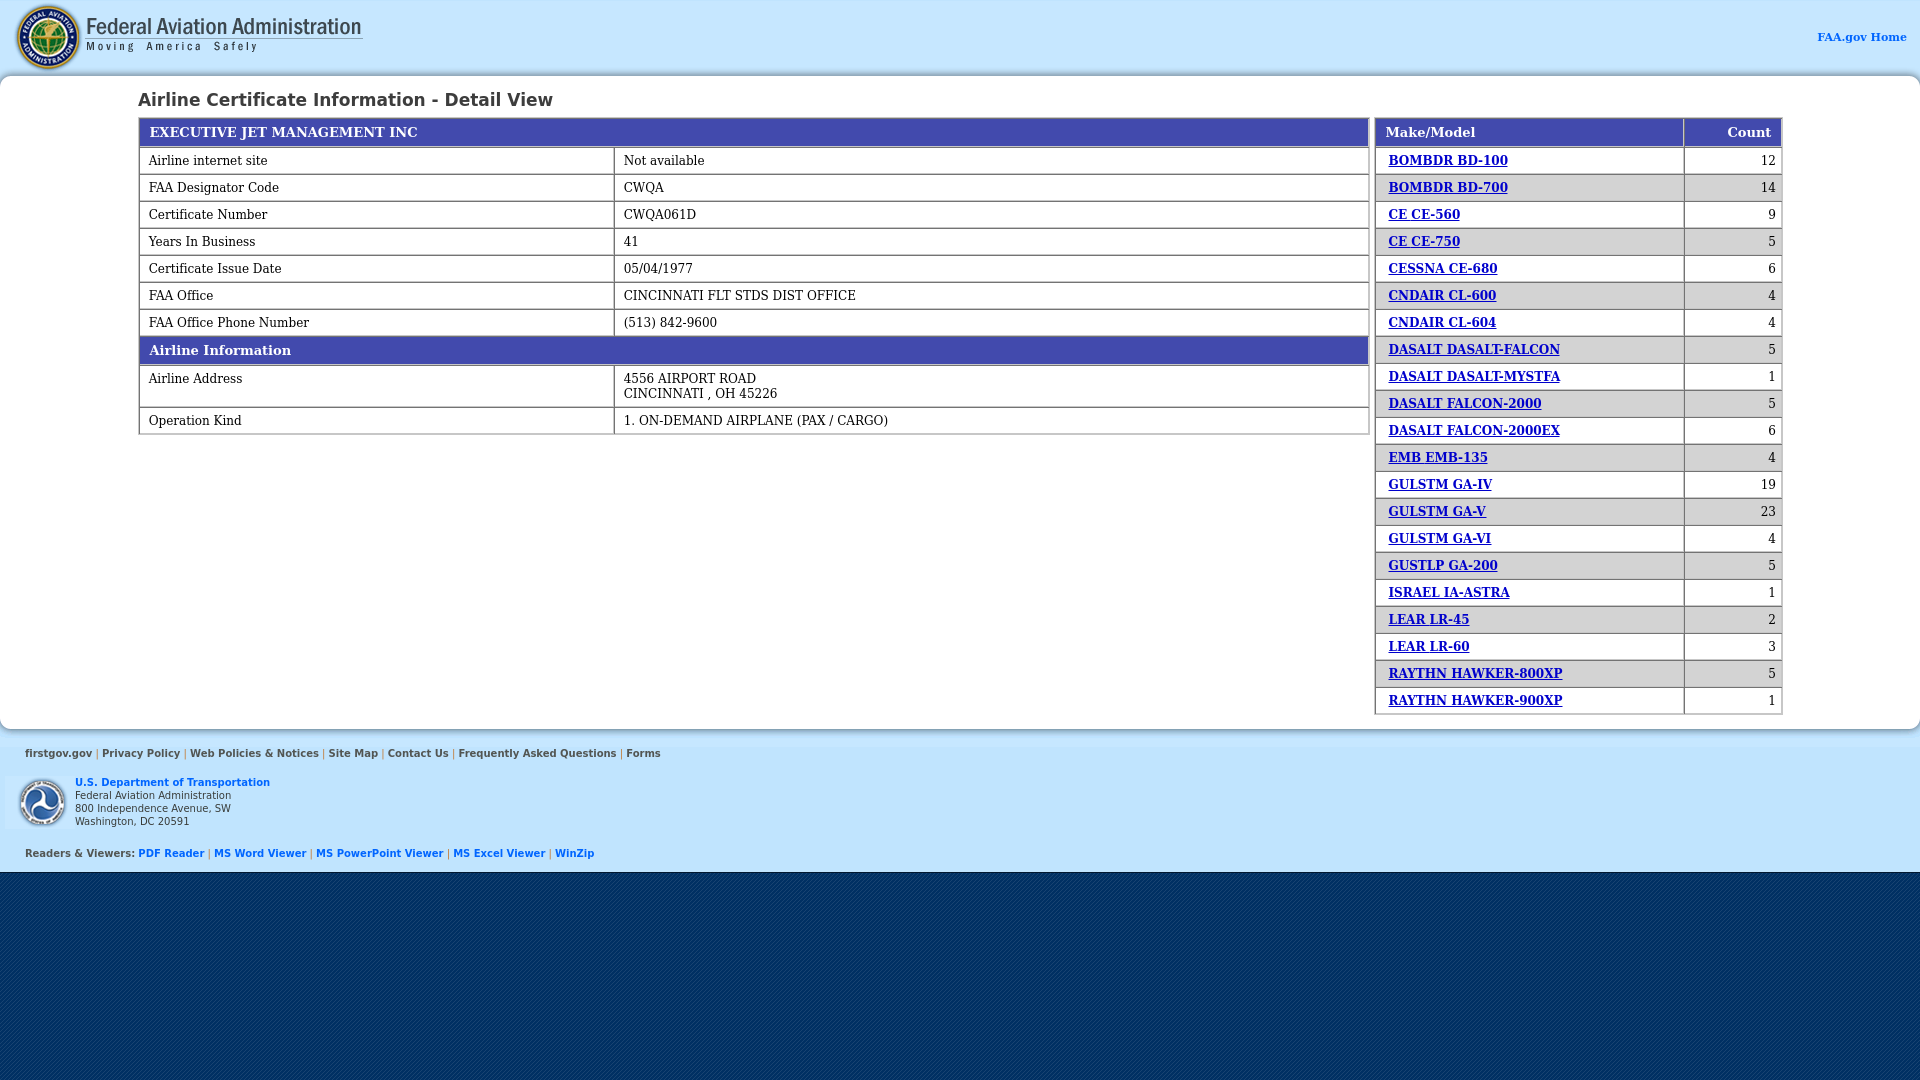 Federal Aviation Administration
Moving America Safely
FAA.gov Home
Airline Certificate Information - Detail View
EXECUTIVE JET MANAGEMENT INC
Airline internet site Not available
FAA Designator Code CWQA
Certificate Number CWQA061D
Years In Business 41
Certificate Issue Date 05/04/1977
FAA Office CINCINNATI FLT STDS DIST OFFICE
FAA Office Phone Number (513) 842-9600
Airline Information
Airline Address 4556 AIRPORT ROAD
CINCINNATI , OH 45226
Operation Kind 1. ON-DEMAND AIRPLANE (PAX / CARGO)
Make/Model Count
BOMBDR BD-100 12
BOMBDR BD-700 14
CE CE-560 9
CE CE-750 5
CESSNA CE-680 6
CNDAIR CL-600 4
CNDAIR CL-604 4
DASALT DASALT-FALCON 5
DASALT DASALT-MYSTFA 1
DASALT FALCON-2000 5
DASALT FALCON-2000EX 6
EMB EMB-135 4
GULSTM GA-IV 19
GULSTM GA-V 23
GULSTM GA-VI 4
GUSTLP GA-200 5
ISRAEL IA-ASTRA 1
LEAR LR-45 2
LEAR LR-60 3
RAYTHN HAWKER-800XP 5
RAYTHN HAWKER-900XP 1
firstgov.gov | Privacy Policy | Web Policies & Notices | Site Map | Contact Us | Frequently Asked Questions | Forms
U.S. Department of Transportation
Federal Aviation Administration
800 Independence Avenue, SW
Washington, DC 20591
Readers & Viewers: PDF Reader | MS Word Viewer | MS PowerPoint Viewer | MS Excel Viewer | WinZip